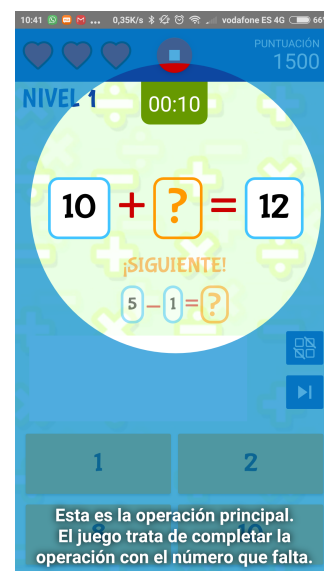 10:41 0,35K/s vodafone ES 4G 66%
PUNTUACIÓN
1500
NIVEL 1
00:10
10 + ? = 12
¡SIGUIENTE!
5 - 1 = ?
1 2
Esta es la operación principal.
El juego trata de completar la
operación con el número que falta.